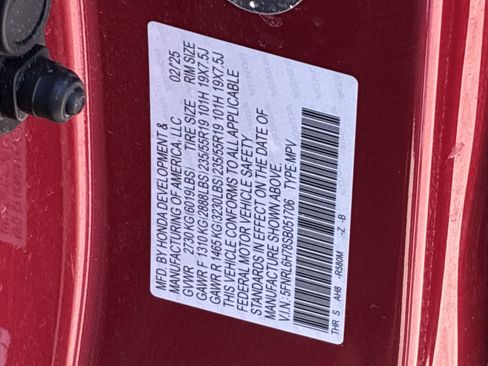 MFD. BY HONDA DEVELOPMENT & 02/'25
MANUFACTURING OF AMERICA, LLC
GVWR 2730 KG(6019LBS) TIRE SIZE RIM SIZE
GAWR F 1310 KG(2888LBS)235/55R19 101H 19X7.5J
GAWR R 1465 KG(3230LBS)235/55R19 101H 19X7.5J
THIS VEHICLE CONFORMS TO ALL APPLICABLE
FEDERAL MOTOR VEHICLE SAFETY
STANDARDS IN EFFECT ON THE DATE OF
MANUFACTURE SHOWN ABOVE.
V.I.N.: 5FNRL6H78SB051706 TYPE:MPV
THR S AH8 -R580M -Z -B